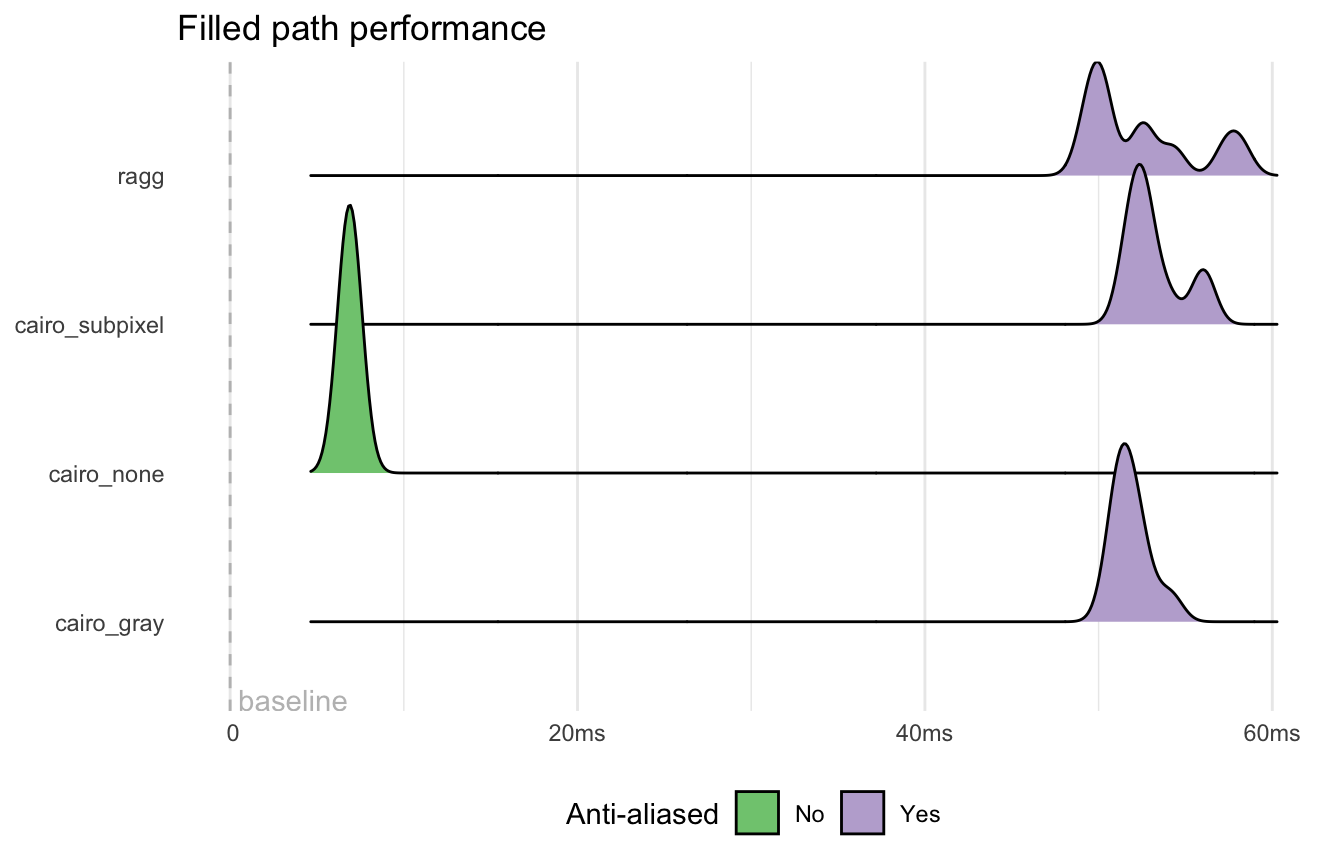 Filled path performance
ragg
cairo_subpixel
cairo_none
cairo_gray
baseline
0 20ms 40ms 60ms
Anti-aliased No Yes